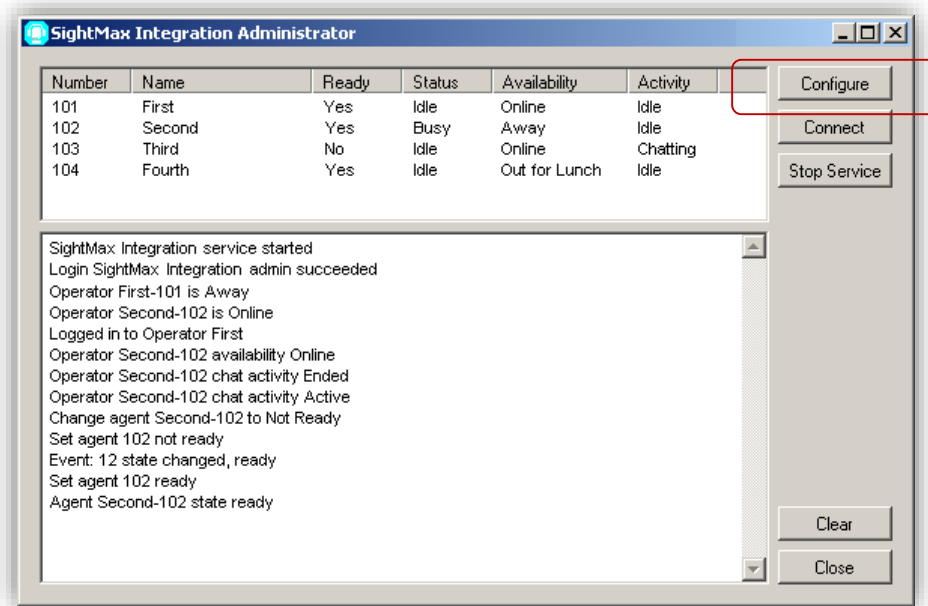 SightMax Integration Administrator
Number Name Ready Status Availability Activity
101 First Yes Idle Online Idle
102 Second Yes Busy Away Idle
103 Third No Idle Online Chatting
104 Fourth Yes Idle Out for Lunch Idle
Configure
Connect
Stop Service
SightMax Integration service started
Login SightMax Integration admin succeeded
Operator First-101 is Away
Operator Second-102 is Online
Logged in to Operator First
Operator Second-102 availability Online
Operator Second-102 chat activity Ended
Operator Second-102 chat activity Active
Change agent Second-102 to Not Ready
Set agent 102 not ready
Event: 12 state changed, ready
Set agent 102 ready
Agent Second-102 state ready
Clear
Close